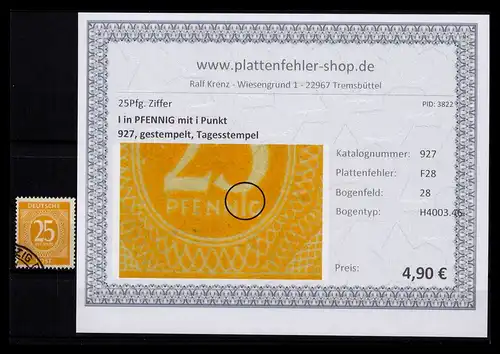 www.plattenfehler-shop.de
Ralf Krenz - Wiesengrund 1 - 22967 Tremsbüttel
25Pfg. Ziffer
PID: 3822
I in PFENNIG mit i Punkt
927, gestempelt, Tagesstempel
Katalognummer: 927
Plattenfehler: F28
Bogenfeld: 28
Bogentyp: H4003.46
Preis: 4,90 €
25
PFENNIG
DEUTSCHE
25